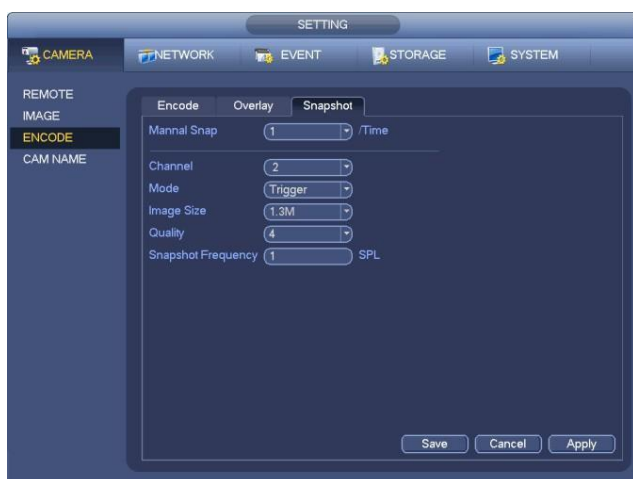 SETTING
CAMERA NETWORK EVENT STORAGE SYSTEM
REMOTE
IMAGE
ENCODE
CAM NAME
Encode Overlay Snapshot
Mannal Snap 1 /Time
Channel 2
Mode Trigger
Image Size 1.3M
Quality 4
Snapshot Frequency 1 SPL
Save Cancel Apply